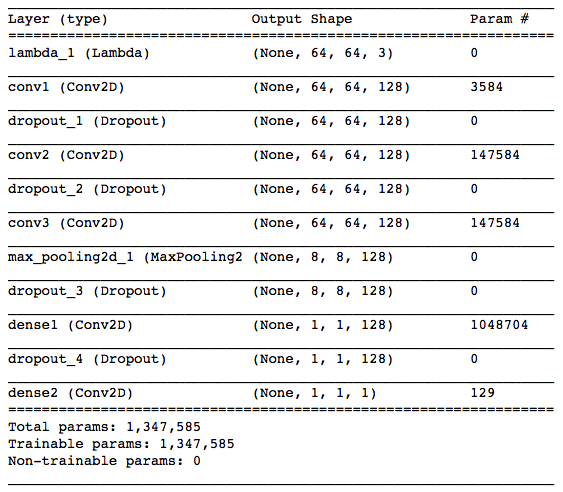 Layer (type) Output Shape Param #
lambda_1 (Lambda) (None, 64, 64, 3) 0
conv1 (Conv2D) (None, 64, 64, 128) 3584
dropout_1 (Dropout) (None, 64, 64, 128) 0
conv2 (Conv2D) (None, 64, 64, 128) 147584
dropout_2 (Dropout) (None, 64, 64, 128) 0
conv3 (Conv2D) (None, 64, 64, 128) 147584
max_pooling2d_1 (MaxPooling2 (None, 8, 8, 128) 0
dropout_3 (Dropout) (None, 8, 8, 128) 0
dense1 (Conv2D) (None, 1, 1, 128) 1048704
dropout_4 (Dropout) (None, 1, 1, 128) 0
dense2 (Conv2D) (None, 1, 1, 1) 129
Total params: 1,347,585
Trainable params: 1,347,585
Non-trainable params: 0